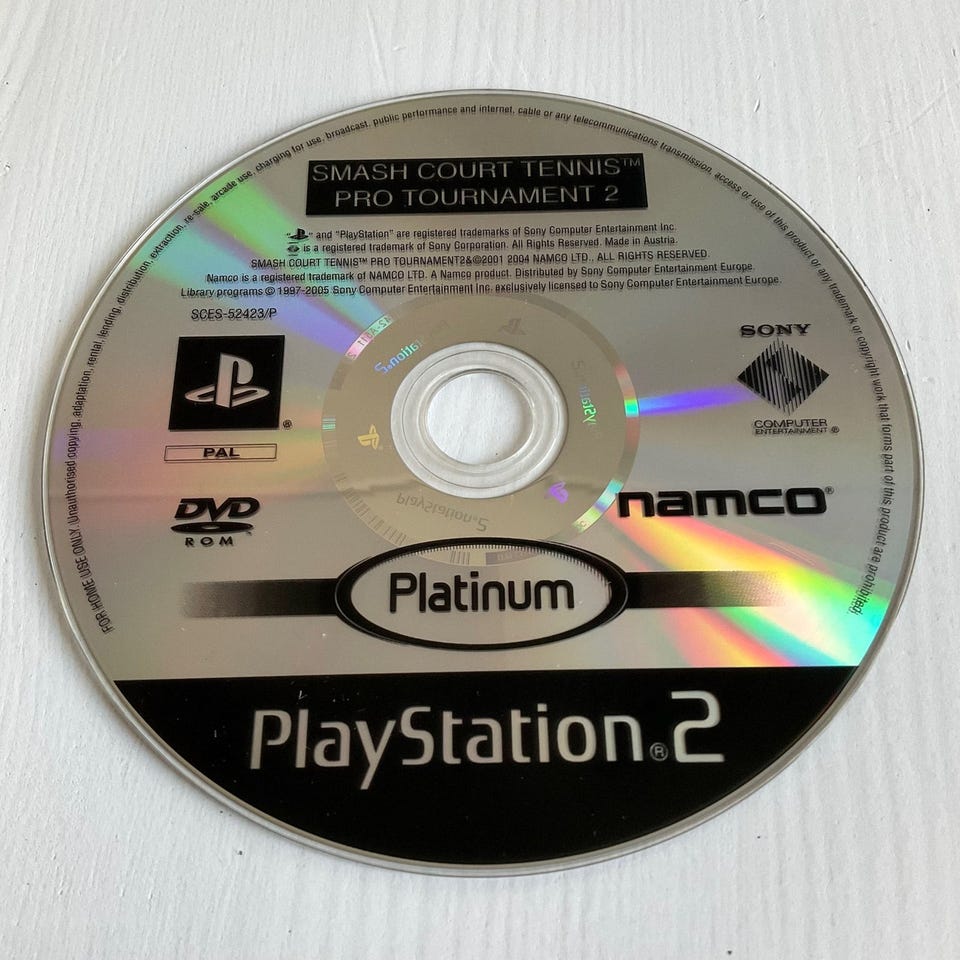 FOR HOME USE ONLY. Unauthorised copying, adaptation, rental, lending, distribution, extraction, re-sale, arcade use, charging for use, broadcast, public performance and internet, cable or any telecommunications transmission, access or use of this product or any trademark or copyright work that forms part of this product are prohibited.
SMASH COURT TENNIS™
PRO TOURNAMENT 2
" " and "PlayStation" are registered trademarks of Sony Computer Entertainment Inc.
is a registered trademark of Sony Corporation. All Rights Reserved. Made in Austria.
SMASH COURT TENNIS™ PRO TOURNAMENT2&©2001 2004 NAMCO LTD., ALL RIGHTS RESERVED.
Namco is a registered trademark of NAMCO LTD. A Namco product. Distributed by Sony Computer Entertainment Europe.
Library programs © 1997-2005 Sony Computer Entertainment Inc. exclusively licensed to Sony Computer Entertainment Europe.
SCES-52423/P
®
PAL
DVD
ROM
SONY
COMPUTER
ENTERTAINMENT ®
namco®
PlayStation.2
Platinum
PlayStation®2